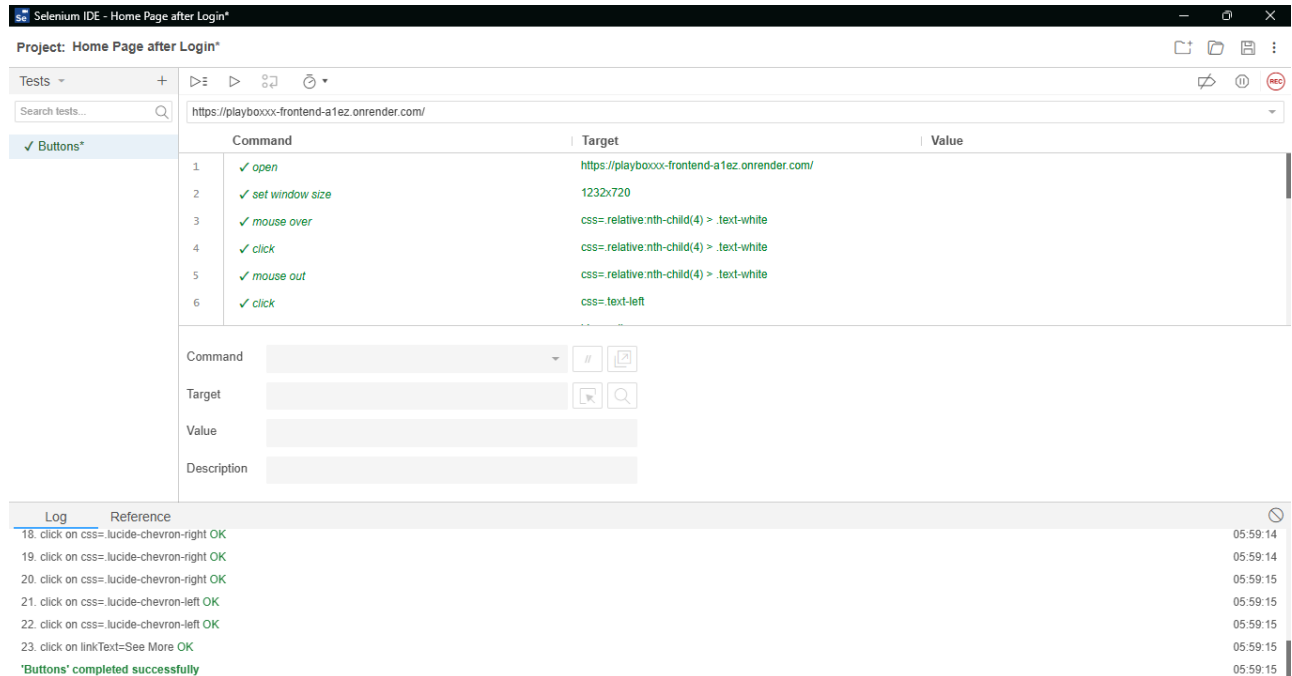 Selenium IDE - Home Page after Login*
Project: Home Page after Login*
Tests
Search tests...
https://playboxxx-frontend-a1ez.onrender.com/
REC
✓ Buttons*
Command Target Value
1 ✓ open https://playboxxx-frontend-a1ez.onrender.com/
2 ✓ set window size 1232x720
3 ✓ mouse over css=.relative:nth-child(4) > .text-white
4 ✓ click css=.relative:nth-child(4) > .text-white
5 ✓ mouse out css=.relative:nth-child(4) > .text-white
6 ✓ click css=.text-left
Command
//
Target
Value
Description
Log Reference
18. click on css=.lucide-chevron-right OK 05:59:14
19. click on css=.lucide-chevron-right OK 05:59:14
20. click on css=.lucide-chevron-right OK 05:59:15
21. click on css=.lucide-chevron-left OK 05:59:15
22. click on css=.lucide-chevron-left OK 05:59:15
23. click on linkText=See More OK 05:59:15
'Buttons' completed successfully 05:59:15